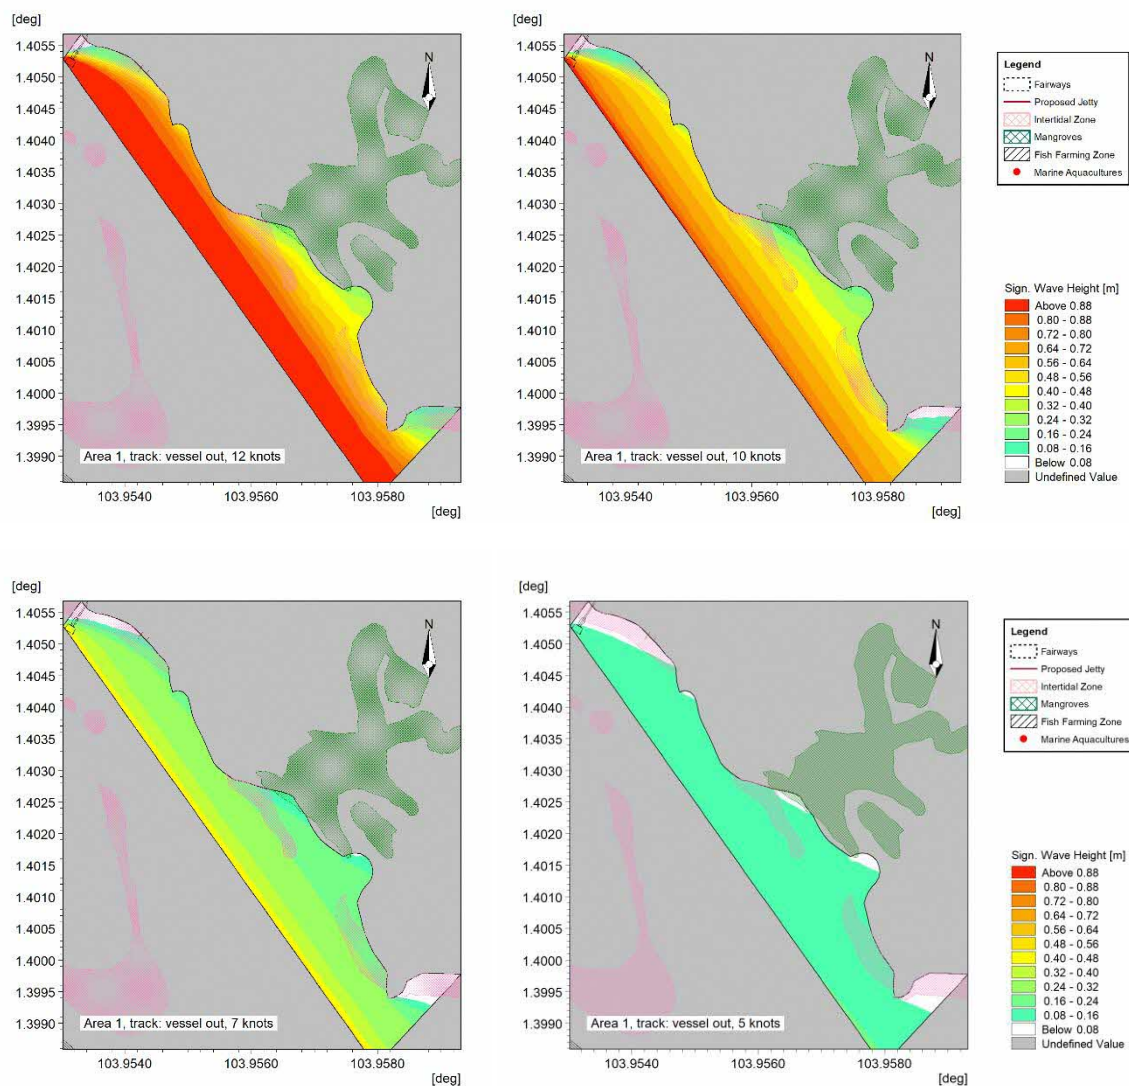 [deg]
1.4055
1.4050
1.4045
1.4040
1.4035
1.4030
1.4025
1.4020
1.4015
1.4010
1.4005
1.4000
1.3995
1.3990
N
Area 1, track: vessel out, 12 knots
103.9540 103.9560 103.9580
[deg]
[deg]
1.4055
1.4050
1.4045
1.4040
1.4035
1.4030
1.4025
1.4020
1.4015
1.4010
1.4005
1.4000
1.3995
1.3990
N
Area 1, track: vessel out, 10 knots
103.9540 103.9560 103.9580
[deg]
Legend
Fairways
Proposed Jetty
Intertidal Zone
Mangroves
Fish Farming Zone
Marine Aquacultures
Sign. Wave Height [m]
Above 0.88
0.80 - 0.88
0.72 - 0.80
0.64 - 0.72
0.56 - 0.64
0.48 - 0.56
0.40 - 0.48
0.32 - 0.40
0.24 - 0.32
0.16 - 0.24
0.08 - 0.16
Below 0.08
Undefined Value
[deg]
1.4055
1.4050
1.4045
1.4040
1.4035
1.4030
1.4025
1.4020
1.4015
1.4010
1.4005
1.4000
1.3995
1.3990
N
Area 1, track: vessel out, 7 knots
103.9540 103.9560 103.9580
[deg]
[deg]
1.4055
1.4050
1.4045
1.4040
1.4035
1.4030
1.4025
1.4020
1.4015
1.4010
1.4005
1.4000
1.3995
1.3990
N
Area 1, track: vessel out, 5 knots
103.9540 103.9560 103.9580
[deg]
Legend
Fairways
Proposed Jetty
Intertidal Zone
Mangroves
Fish Farming Zone
Marine Aquacultures
Sign. Wave Height [m]
Above 0.88
0.80 - 0.88
0.72 - 0.80
0.64 - 0.72
0.56 - 0.64
0.48 - 0.56
0.40 - 0.48
0.32 - 0.40
0.24 - 0.32
0.16 - 0.24
0.08 - 0.16
Below 0.08
Undefined Value